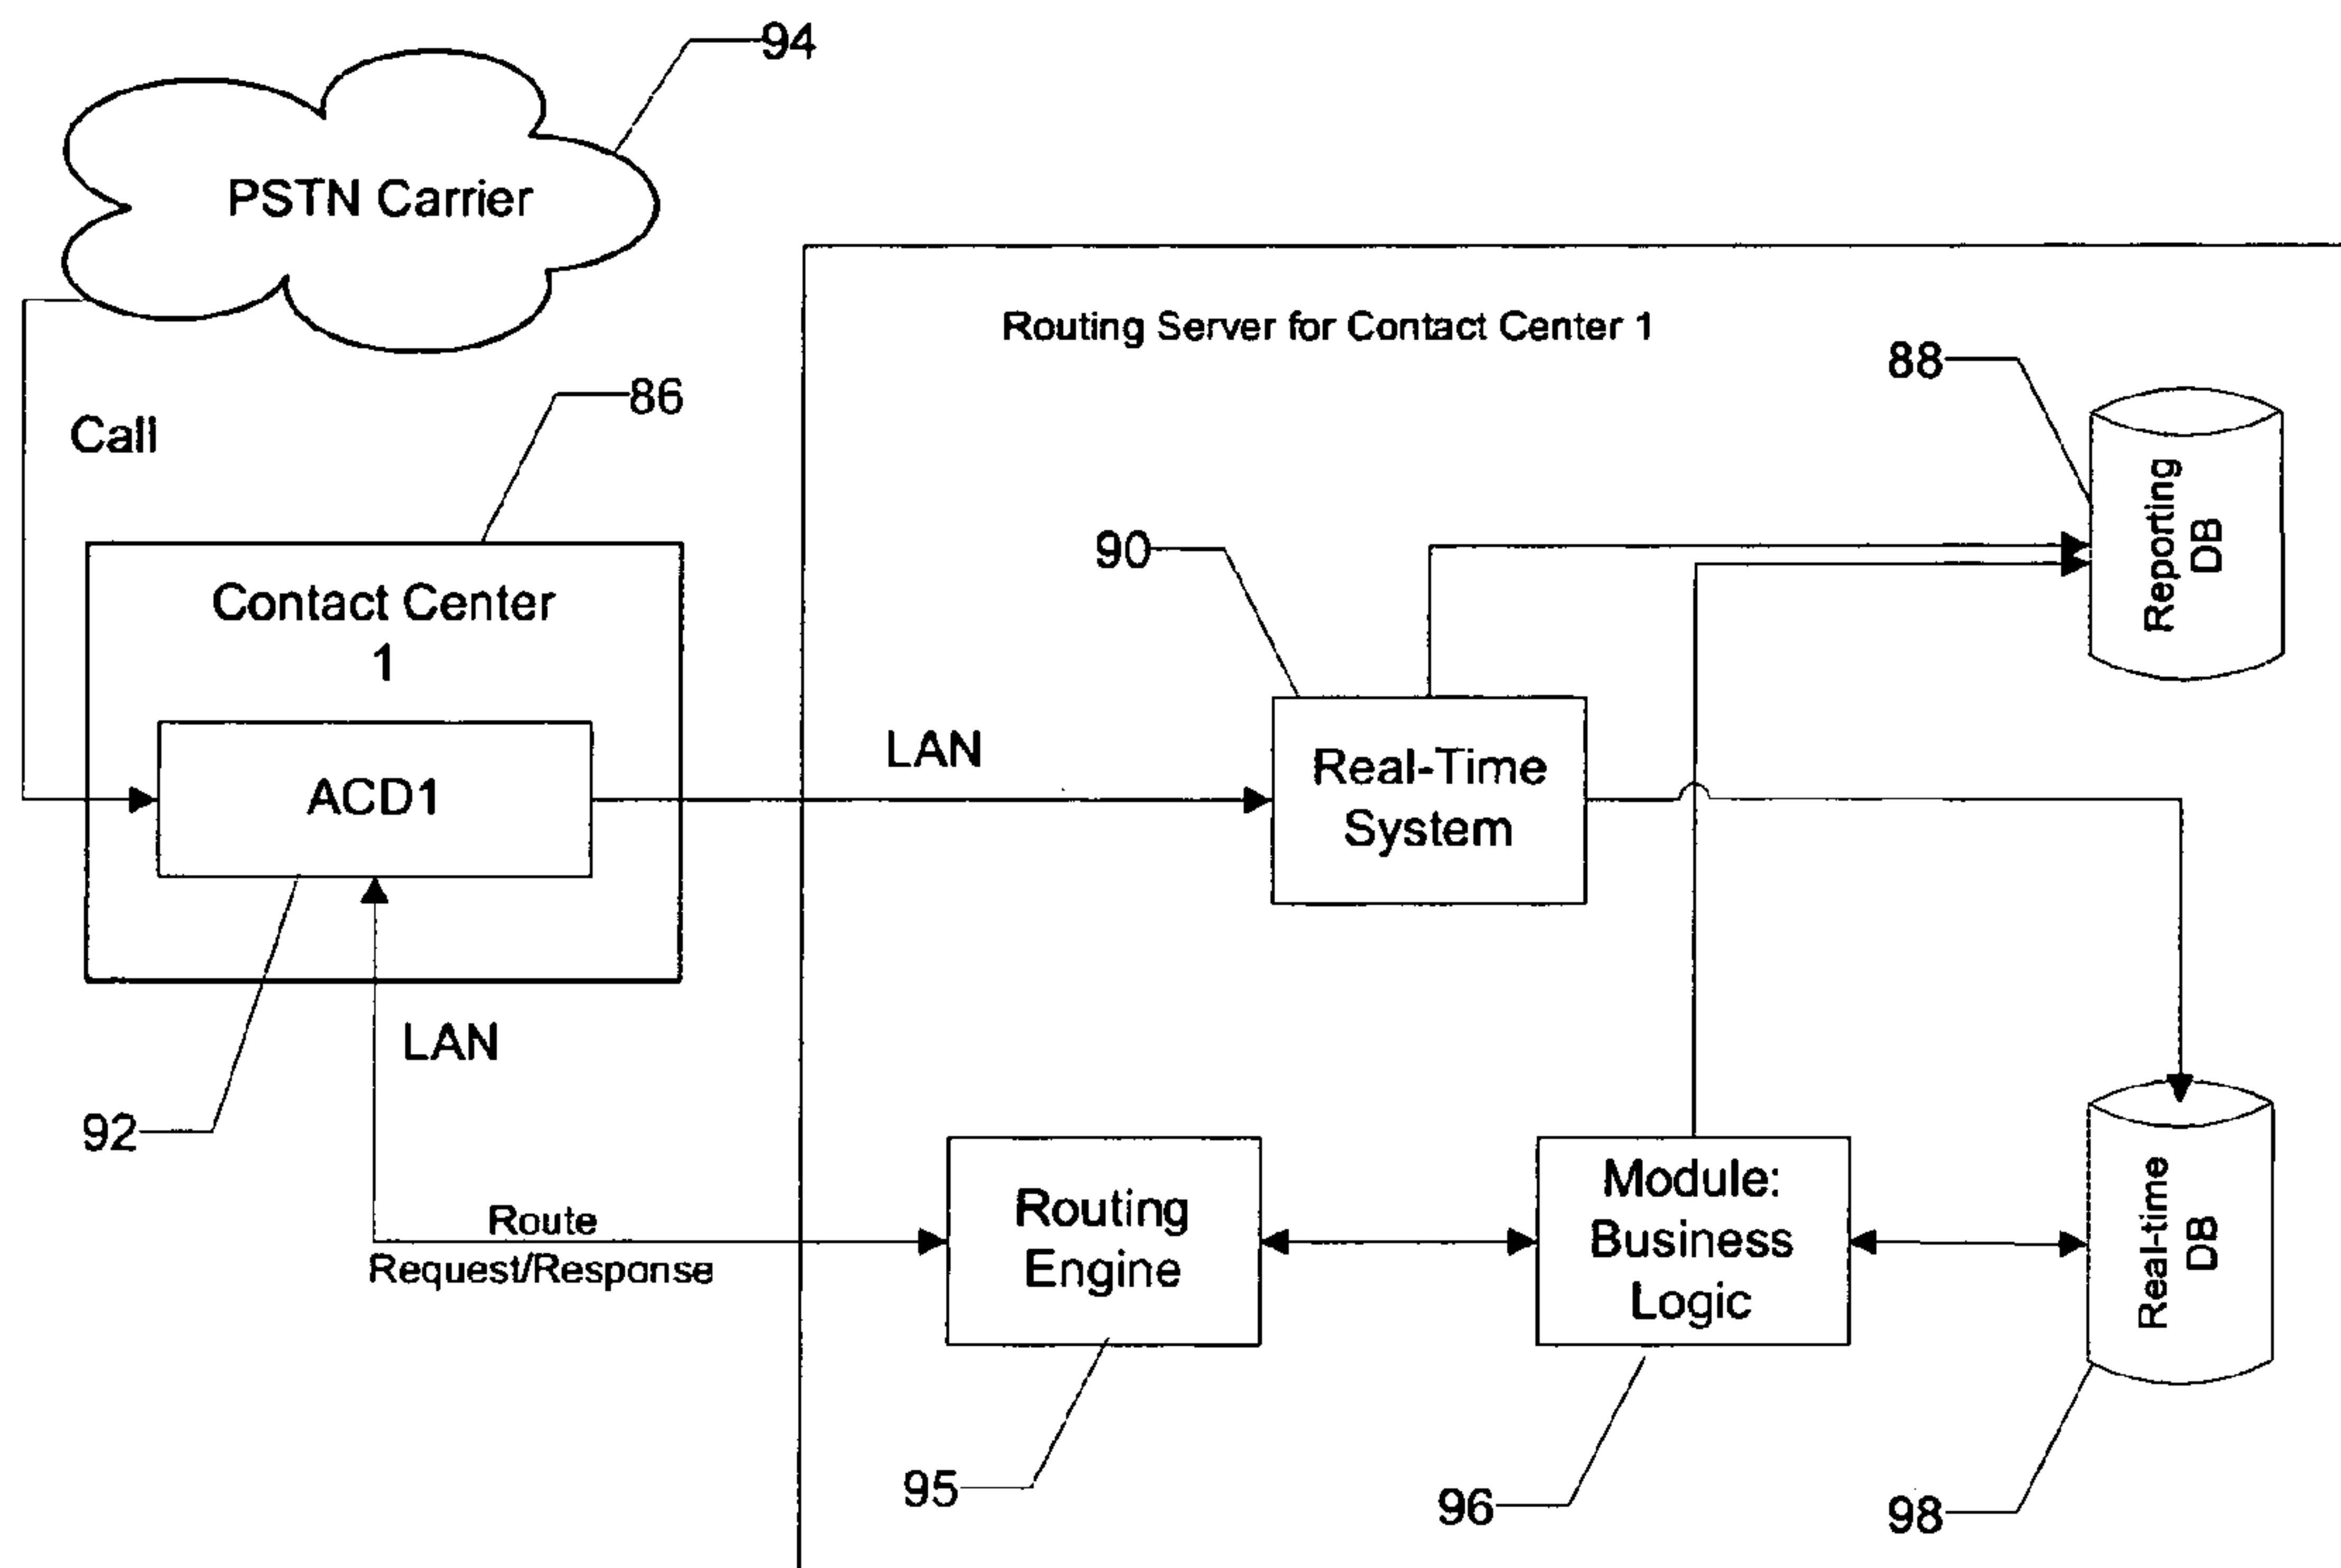 94
PSTN Carrier
Routing Server for Contact Center 1
88
86
Call
Reporting
DB
90
Contact Center
1
LAN
Real-Time
System
ACD1
LAN
92
Route
Request/Response
Routing
Engine
Module:
Business
Logic
Real-time
DB
95
96
98